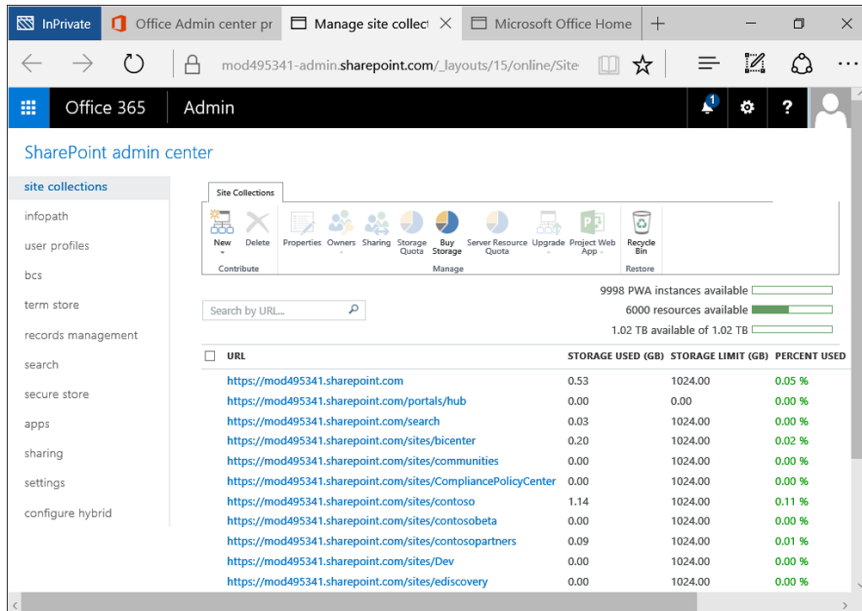 InPrivate
Office Admin center pr
Manage site collect
Microsoft Office Home
mod495341-admin.sharepoint.com/_layouts/15/online/Site
Office 365 Admin 1 ?
SharePoint admin center
site collections
infopath
user profiles
bcs
term store
records management
search
secure store
apps
sharing
settings
configure hybrid
Site Collections
New
Delete
Properties
Owners
Sharing
Storage Quota
Buy Storage
Server Resource Quota
Upgrade
Project Web App
Recycle Bin
Contribute
Manage
Restore
9998 PWA instances available
6000 resources available
1.02 TB available of 1.02 TB
Search by URL...
URL STORAGE USED (GB) STORAGE LIMIT (GB) PERCENT USED
https://mod495341.sharepoint.com 0.53 1024.00 0.05 %
https://mod495341.sharepoint.com/portals/hub 0.00 0.00 0.00 %
https://mod495341.sharepoint.com/search 0.03 1024.00 0.00 %
https://mod495341.sharepoint.com/sites/bicenter 0.20 1024.00 0.02 %
https://mod495341.sharepoint.com/sites/communities 0.00 1024.00 0.00 %
https://mod495341.sharepoint.com/sites/CompliancePolicyCenter 0.00 1024.00 0.00 %
https://mod495341.sharepoint.com/sites/contoso 1.14 1024.00 0.11 %
https://mod495341.sharepoint.com/sites/contosobeta 0.00 1024.00 0.00 %
https://mod495341.sharepoint.com/sites/contosopartners 0.09 1024.00 0.01 %
https://mod495341.sharepoint.com/sites/Dev 0.00 1024.00 0.00 %
https://mod495341.sharepoint.com/sites/ediscovery 0.00 1024.00 0.00 %